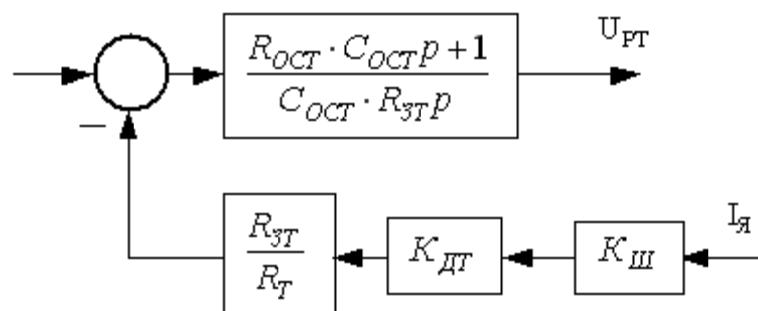 R_ОСТ · C_ОСТ p + 1
U_РТ
C_ОСТ · R_ЗТ p
−
R_ЗТ
I_Я
K_ДТ
K_Ш
R_Т